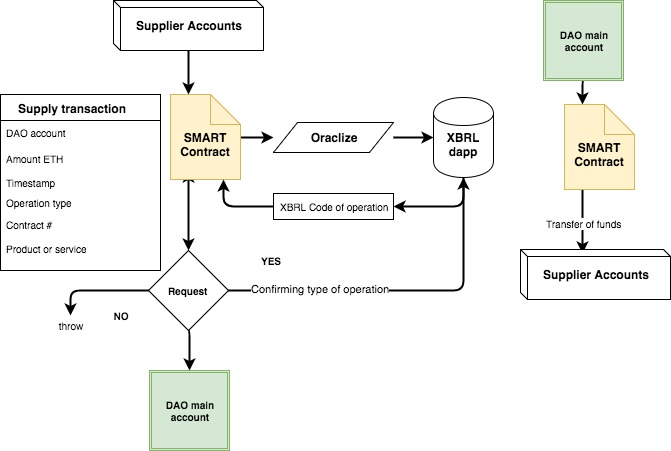 Supplier Accounts
DAO main
account
Supply transaction
DAO account
Amount ETH
Timestamp
Operation type
Contract #
Product or service
SMART
Contract
Oraclize
XBRL
dapp
SMART
Contract
XBRL Code of operation
Transfer of funds
YES
Supplier Accounts
Request
Confirming type of operation
NO
throw
DAO main
account